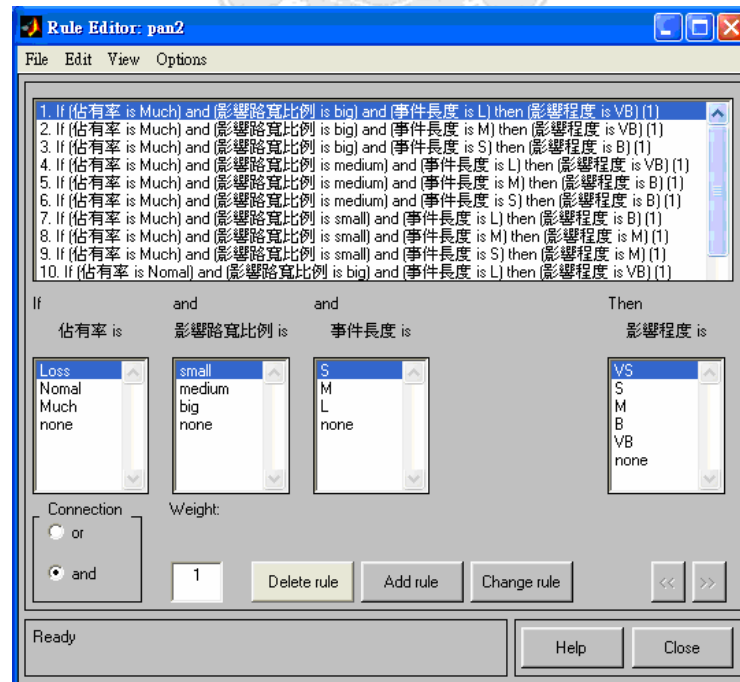 Rule Editor: pan2
File Edit View Options
1. If (佔有率 is Much) and (影響路寬比例 is big) and (事件長度 is L) then (影響程度 is VB) (1)
2. If (佔有率 is Much) and (影響路寬比例 is big) and (事件長度 is M) then (影響程度 is VB) (1)
3. If (佔有率 is Much) and (影響路寬比例 is big) and (事件長度 is S) then (影響程度 is B) (1)
4. If (佔有率 is Much) and (影響路寬比例 is medium) and (事件長度 is L) then (影響程度 is VB) (1)
5. If (佔有率 is Much) and (影響路寬比例 is medium) and (事件長度 is M) then (影響程度 is B) (1)
6. If (佔有率 is Much) and (影響路寬比例 is medium) and (事件長度 is S) then (影響程度 is B) (1)
7. If (佔有率 is Much) and (影響路寬比例 is small) and (事件長度 is L) then (影響程度 is B) (1)
8. If (佔有率 is Much) and (影響路寬比例 is small) and (事件長度 is M) then (影響程度 is M) (1)
9. If (佔有率 is Much) and (影響路寬比例 is small) and (事件長度 is S) then (影響程度 is M) (1)
10. If (佔有率 is Nomal) and (影響路寬比例 is big) and (事件長度 is L) then (影響程度 is VB) (1)
If and and Then
佔有率 is 影響路寬比例 is 事件長度 is 影響程度 is
Loss small S VS
Nomal medium M S
Much big L M
none none none B
VB
none
Connection Weight:
or
and 1 Delete rule Add rule Change rule << >>
Ready Help Close